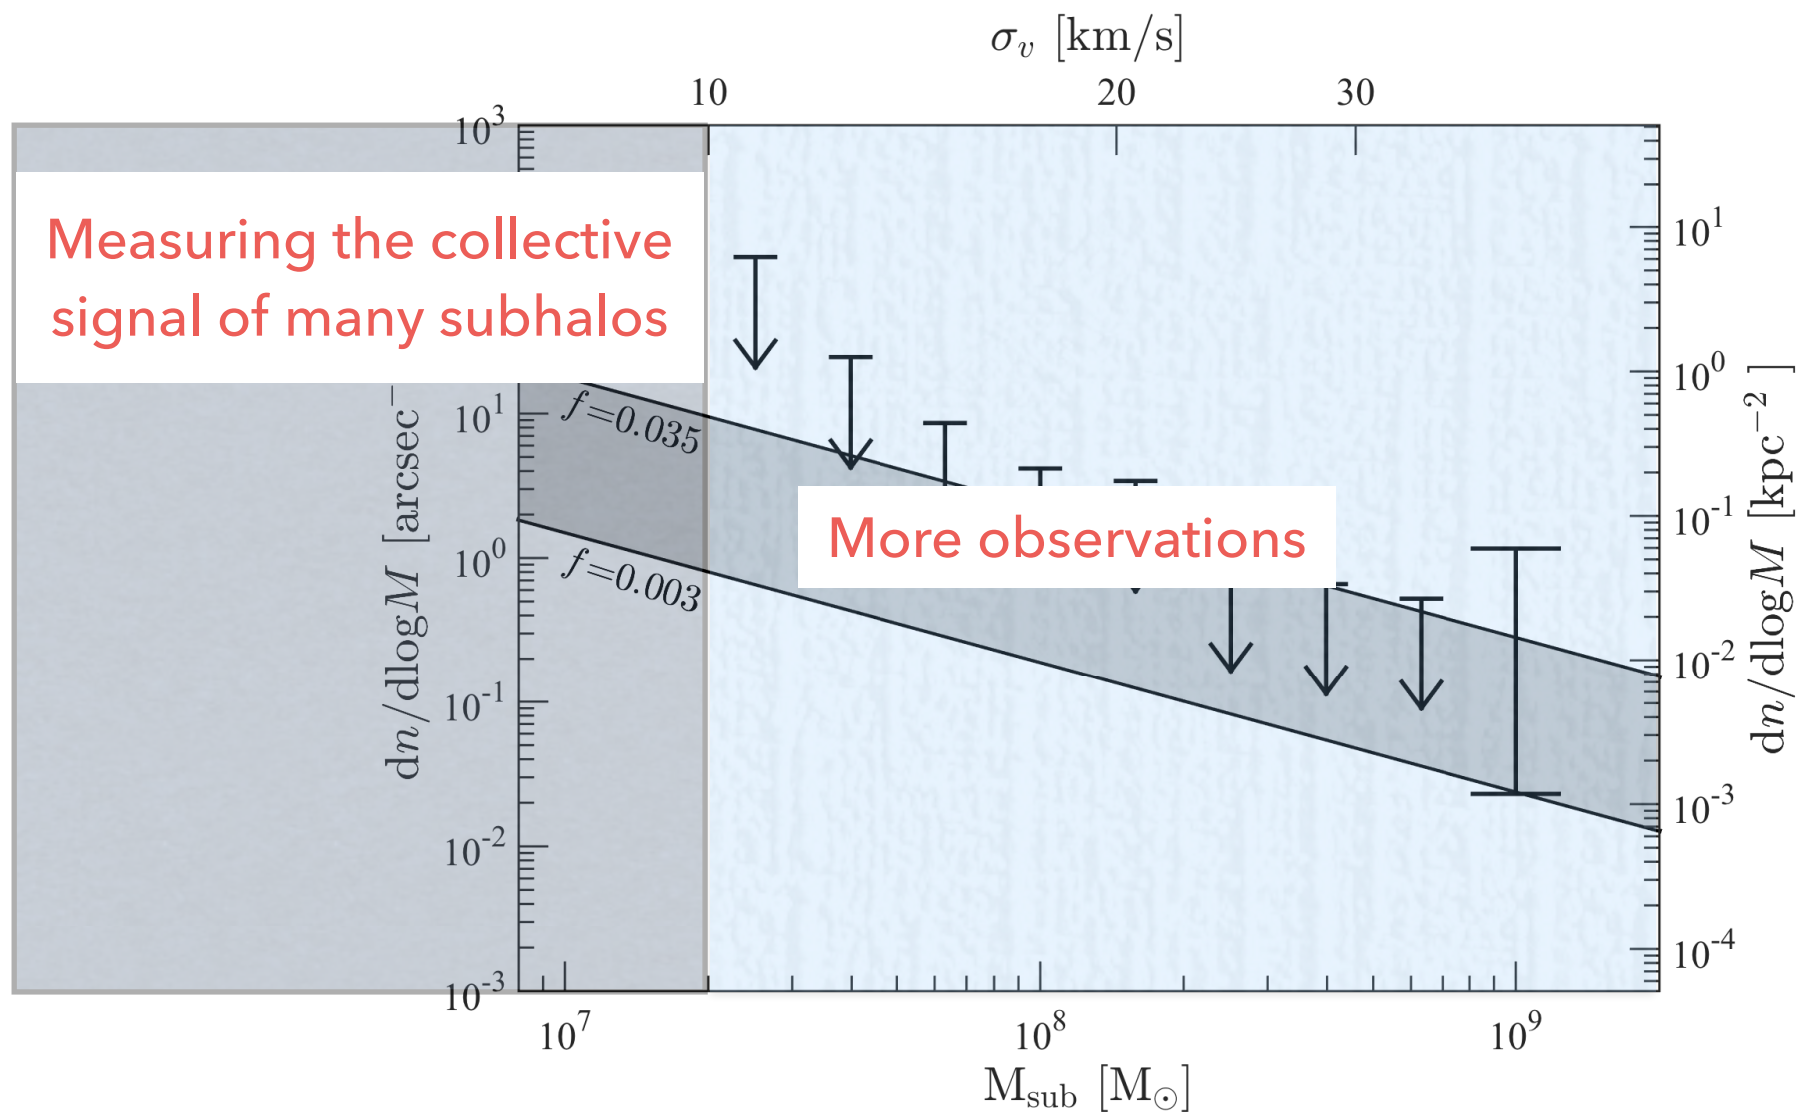 σ_v [km/s]
10 20 30
10^3
Measuring the collective
signal of many subhalos
10^1
10^0
10^-1
10^-2
10^-3
dn/dlogM [arcsec^-
f=0.035
f=0.003
More observations
10^1
10^0
10^-1
10^-2
10^-3
10^-4
dn/dlogM [kpc^−2]
10^7 10^8 10^9
M_sub [M_⊙]